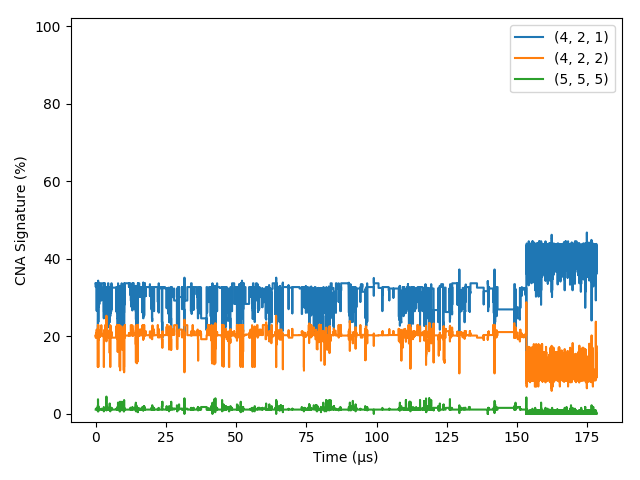 100
80
60
40
20
0
CNA Signature (%)
(4, 2, 1)
(4, 2, 2)
(5, 5, 5)
0 25 50 75 100 125 150 175
Time (μs)